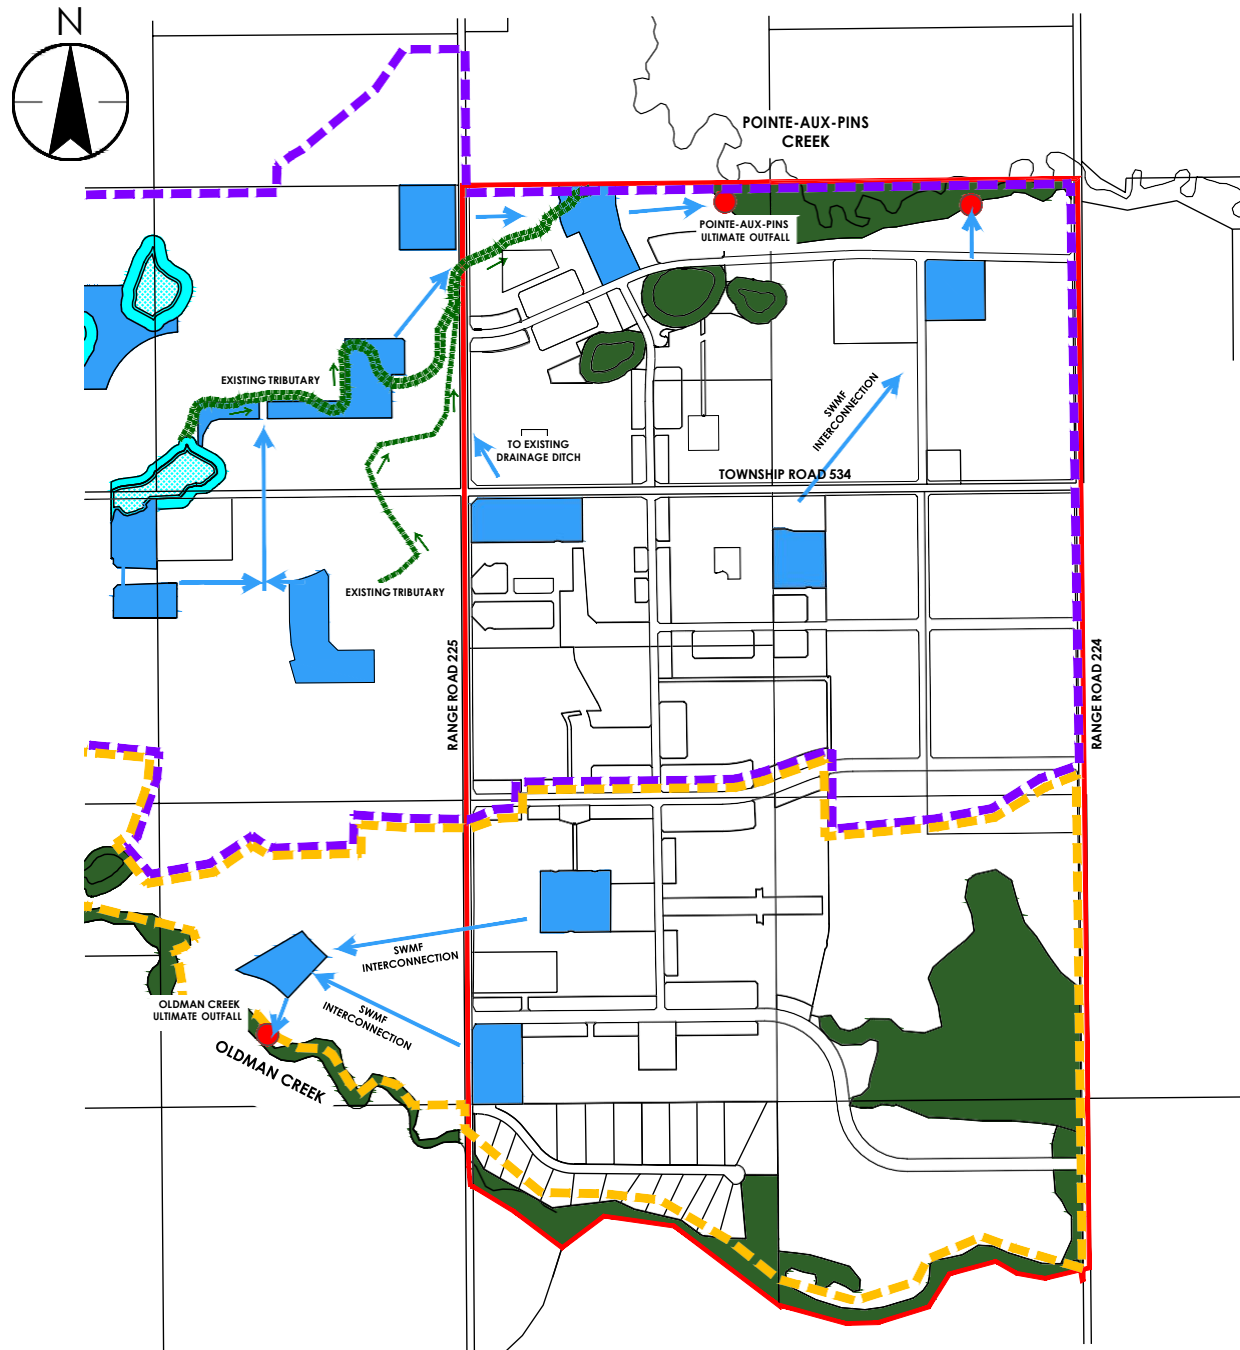 N
POINTE-AUX-PINS
CREEK
POINTE-AUX-PINS
ULTIMATE OUTFALL
EXISTING TRIBUTARY
SWMF
INTERCONNECTION
TO EXISTING
DRAINAGE DITCH
TOWNSHIP ROAD 534
EXISTING TRIBUTARY
RANGE ROAD 225
RANGE ROAD 224
SWMF
INTERCONNECTION
SWMF
INTERCONNECTION
OLDMAN CREEK
ULTIMATE OUTFALL
OLDMAN CREEK